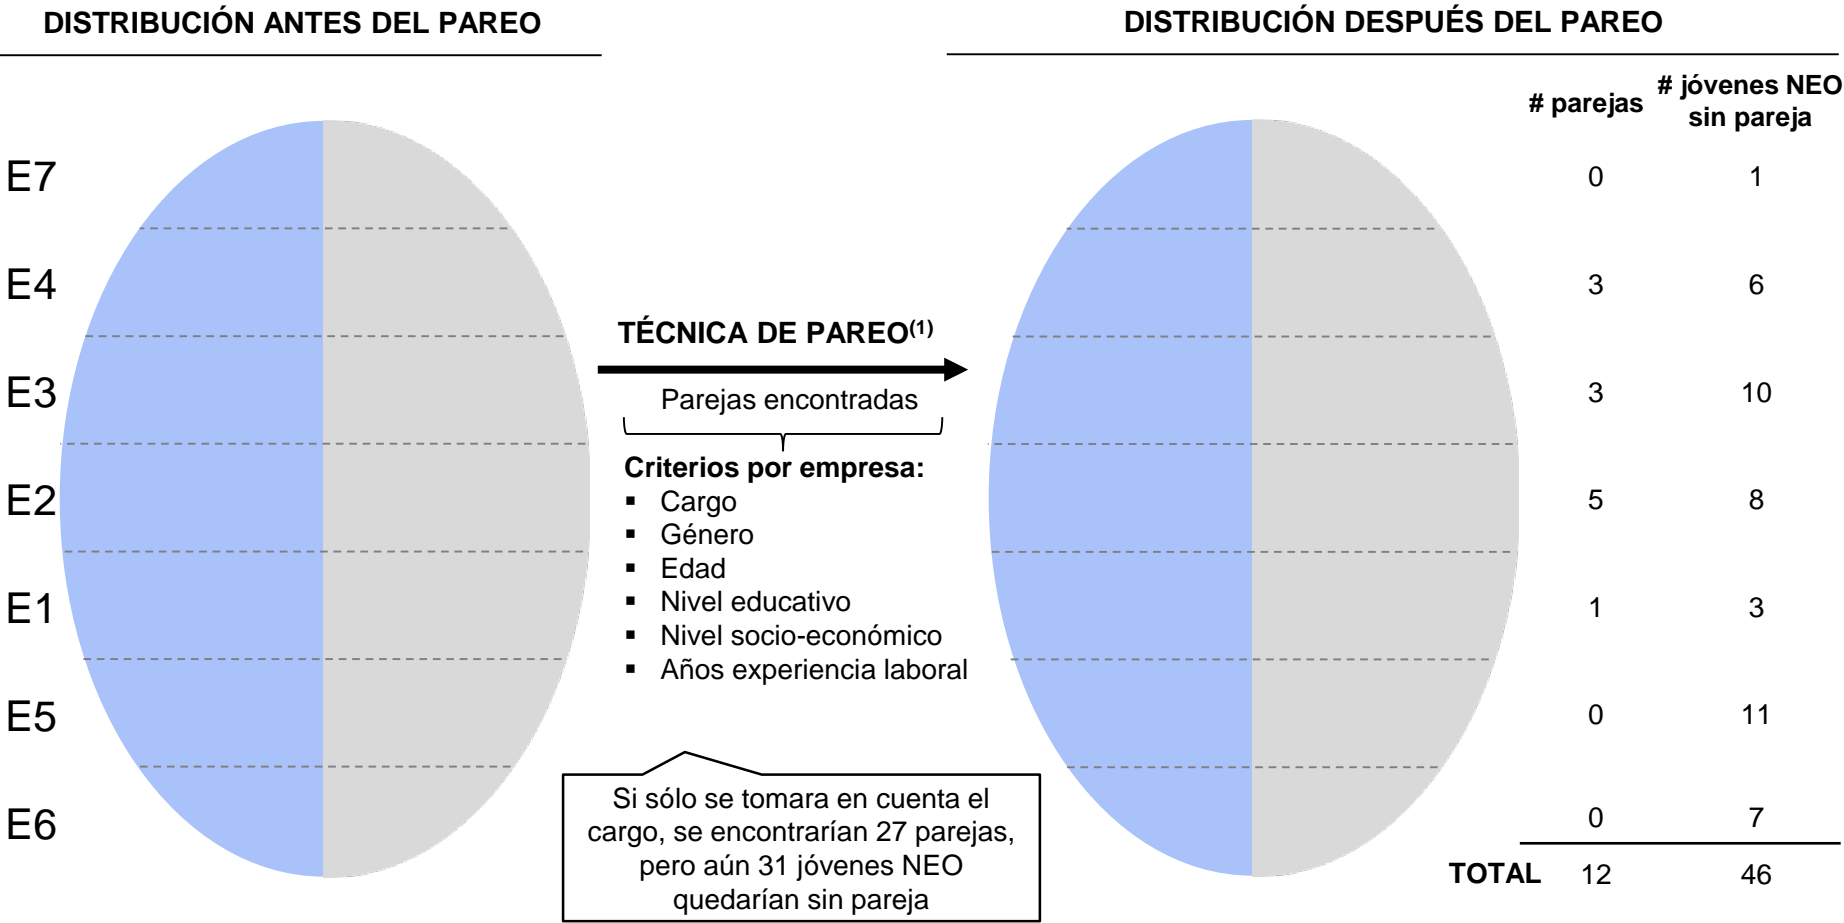 DISTRIBUCIÓN ANTES DEL PAREO
DISTRIBUCIÓN DESPUÉS DEL PAREO
# parejas
# jóvenes NEO
sin pareja
E7
0 1
E4
3 6
E3
3 10
E2
5 8
E1
1 3
E5
0 11
E6
0 7
TOTAL 12 46
TÉCNICA DE PAREO(1)
Parejas encontradas
Criterios por empresa:
▪ Cargo
▪ Género
▪ Edad
▪ Nivel educativo
▪ Nivel socio-económico
▪ Años experiencia laboral
Si sólo se tomara en cuenta el
cargo, se encontrarían 27 parejas,
pero aún 31 jóvenes NEO
quedarían sin pareja